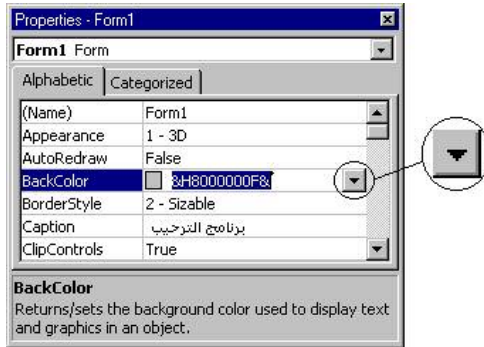 Properties - Form1
Form1 Form
Alphabetic Categorized
(Name) Form1
Appearance 1 - 3D
AutoRedraw False
BackColor &H8000000F&
BorderStyle 2 - Sizable
Caption برنامج الترحيب
ClipControls True
BackColor
Returns/sets the background color used to display text
and graphics in an object.